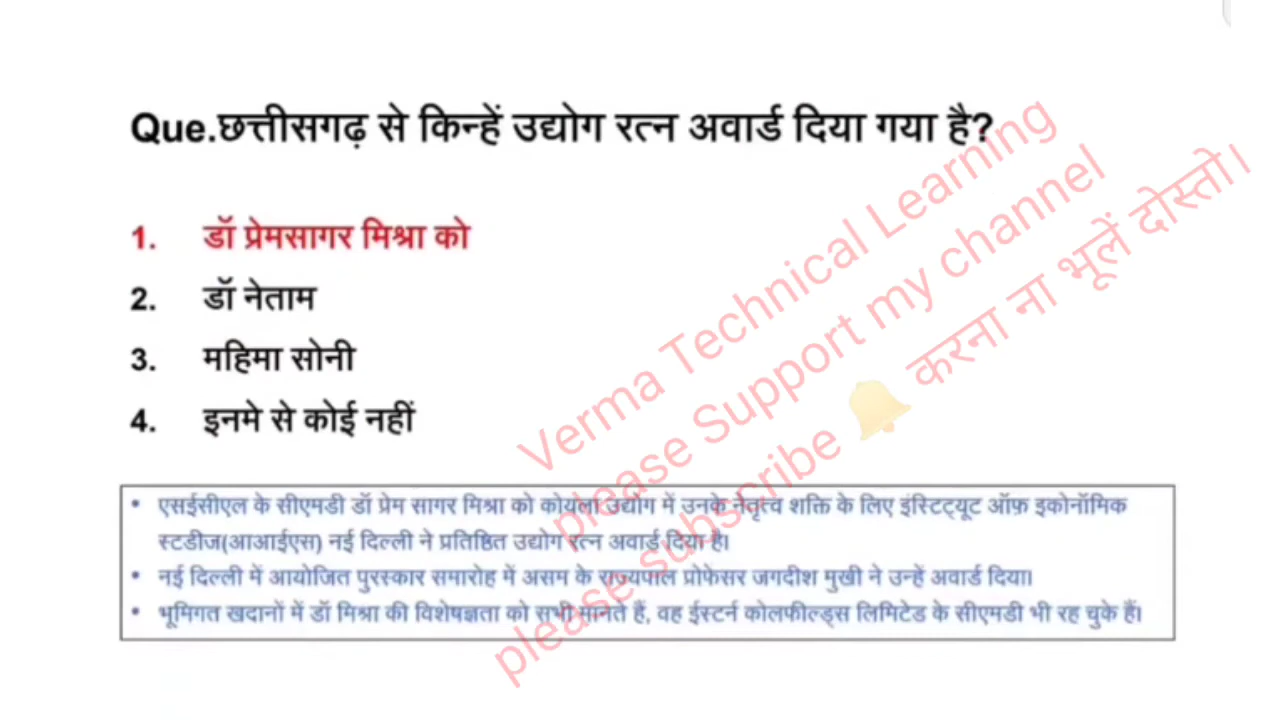 Que.छत्तीसगढ़ से किन्हें उद्योग रत्न अवार्ड दिया गया है?
1. डॉ प्रेमसागर मिश्रा को
2. डॉ नेताम
3. महिमा सोनी
4. इनमे से कोई नहीं
• एसईसीएल के सीएमडी डॉ प्रेम सागर मिश्रा को कोयला उद्योग में उनके नेतृत्व शक्ति के लिए इंस्टिट्यूट ऑफ़ इकोनॉमिक
स्टडीज(आआईएस) नई दिल्ली ने प्रतिष्ठित उद्योग रत्न अवार्ड दिया है।
• नई दिल्ली में आयोजित पुरस्कार समारोह में असम के राज्यपाल प्रोफेसर जगदीश मुखी ने उन्हें अवार्ड दिया।
• भूमिगत खदानों में डॉ मिश्रा की विशेषज्ञता को सभी मानते हैं, वह ईस्टर्न कोलफील्ड्स लिमिटेड के सीएमडी भी रह चुके हैं।
Verma Technical Learning
please Support my channel
please subscribe 🔔 करना ना भूलें दोस्तो।